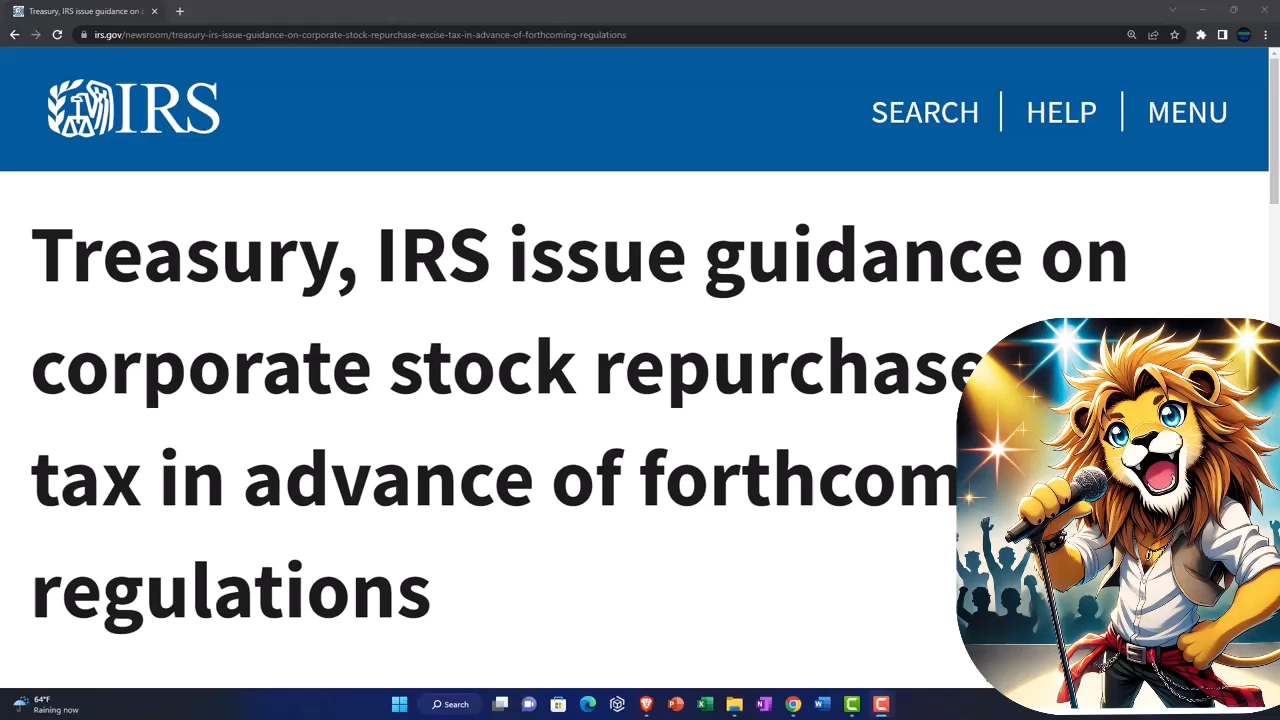 Treasury, IRS issue guidance on
irs.gov/newsroom/treasury-irs-issue-guidance-on-corporate-stock-repurchase-excise-tax-in-advance-of-forthcoming-regulations
IRS
SEARCH HELP MENU
Treasury, IRS issue guidance on
corporate stock repurchase
tax in advance of forthcom
regulations
64°F
Raining now
Search